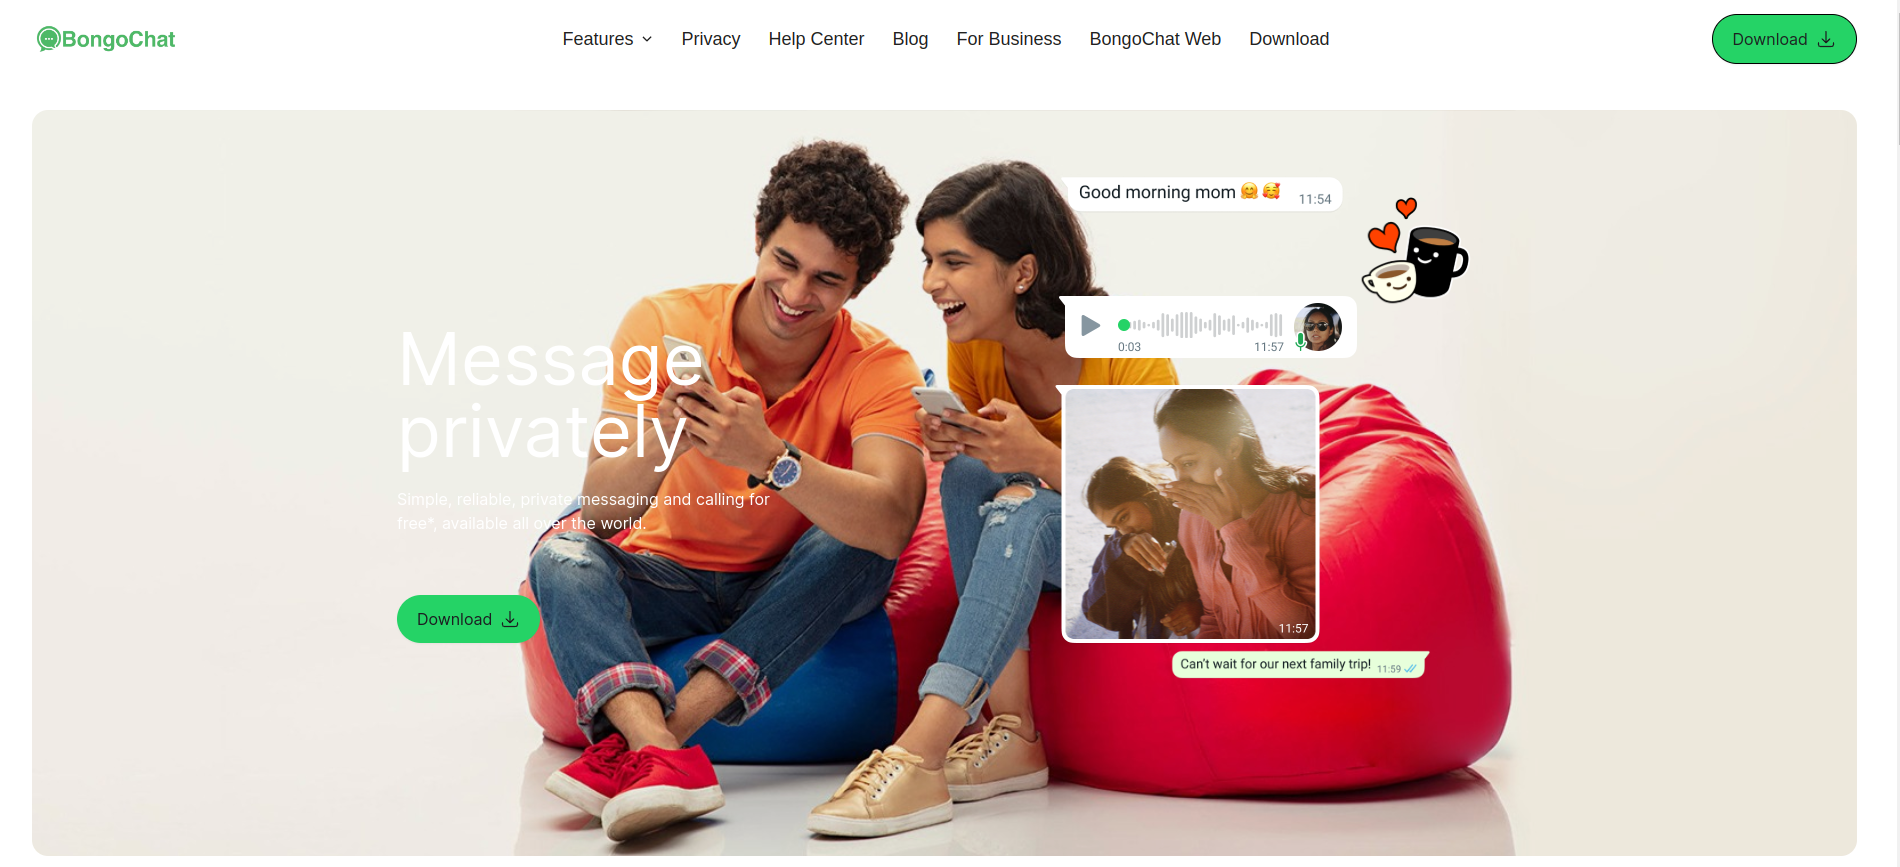 BongoChat
Features
Privacy
Help Center
Blog
For Business
BongoChat Web
Download
Download
Good morning mom 🤗 🥰 11:54
0:03 11:57
Message
privately
Simple, reliable, private messaging and calling for
free*, available all over the world.
Download
11:57
Can't wait for our next family trip! 11:59